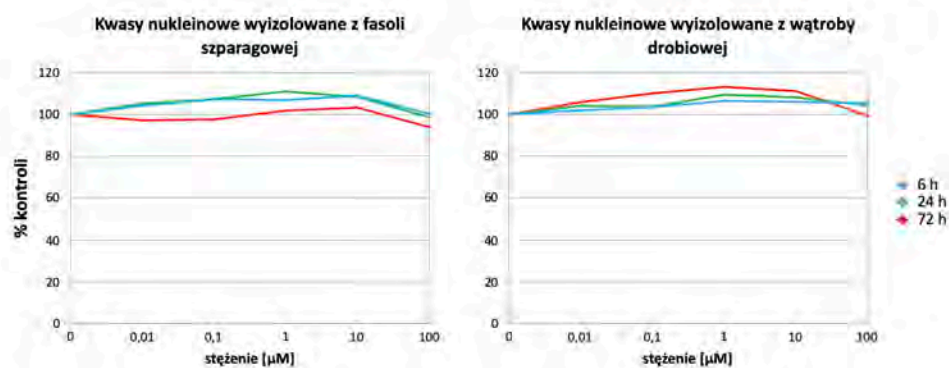 Kwasy nukleinowe wyizolowane z fasoli
szparagowej
120
100
80
60
40
20
0
% kontroli
0 0,01 0,1 1 10 100
stężenie [µM]
Kwasy nukleinowe wyizolowane z wątroby
drobiowej
120
100
80
60
40
20
0
0 0,01 0,1 1 10 100
stężenie [µM]
6 h
24 h
72 h